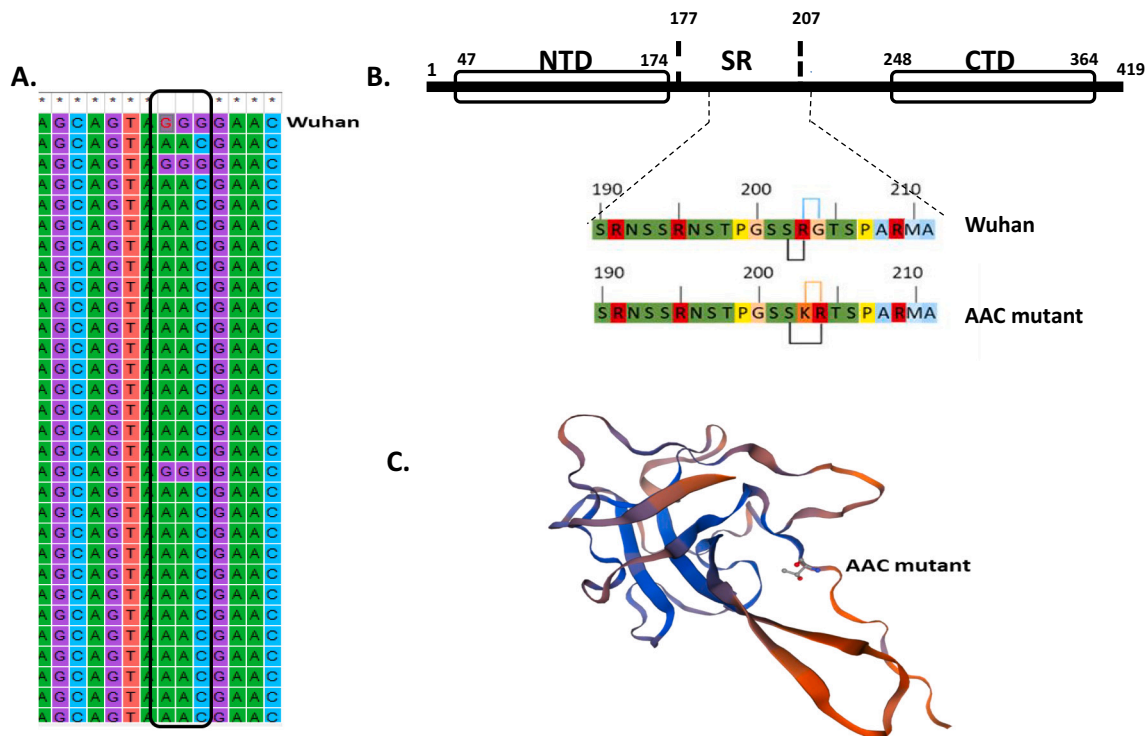 A.
* * * * * * * * * * *
A G C A G T A G G G G A A C Wuhan
A G C A G T A A A C G A A C
A G C A G T A G G G G A A C
A G C A G T A A A C G A A C
A G C A G T A A A C G A A C
A G C A G T A A A C G A A C
A G C A G T A A A C G A A C
A G C A G T A A A C G A A C
A G C A G T A A A C G A A C
A G C A G T A A A C G A A C
A G C A G T A A A C G A A C
A G C A G T A A A C G A A C
A G C A G T A A A C G A A C
A G C A G T A A A C G A A C
A G C A G T A A A C G A A C
A G C A G T A A A C G A A C
A G C A G T A A A C G A A C
A G C A G T A G G G G A A C
A G C A G T A A A C G A A C
A G C A G T A A A C G A A C
A G C A G T A A A C G A A C
A G C A G T A A A C G A A C
A G C A G T A A A C G A A C
A G C A G T A A A C G A A C
A G C A G T A A A C G A A C
A G C A G T A A A C G A A C
A G C A G T A A A C G A A C
A G C A G T A A A C G A A C
A G C A G T A A A C G A A C
A G C A G T A A A C G A A C
B.
177 207
1 47 NTD 174 SR 248 CTD 364 419
190 200 210
S R N S S R N S T P G S S R G T S P A R M A Wuhan
190 200 210
S R N S S R N S T P G S S K R T S P A R M A AAC mutant
C.
AAC mutant